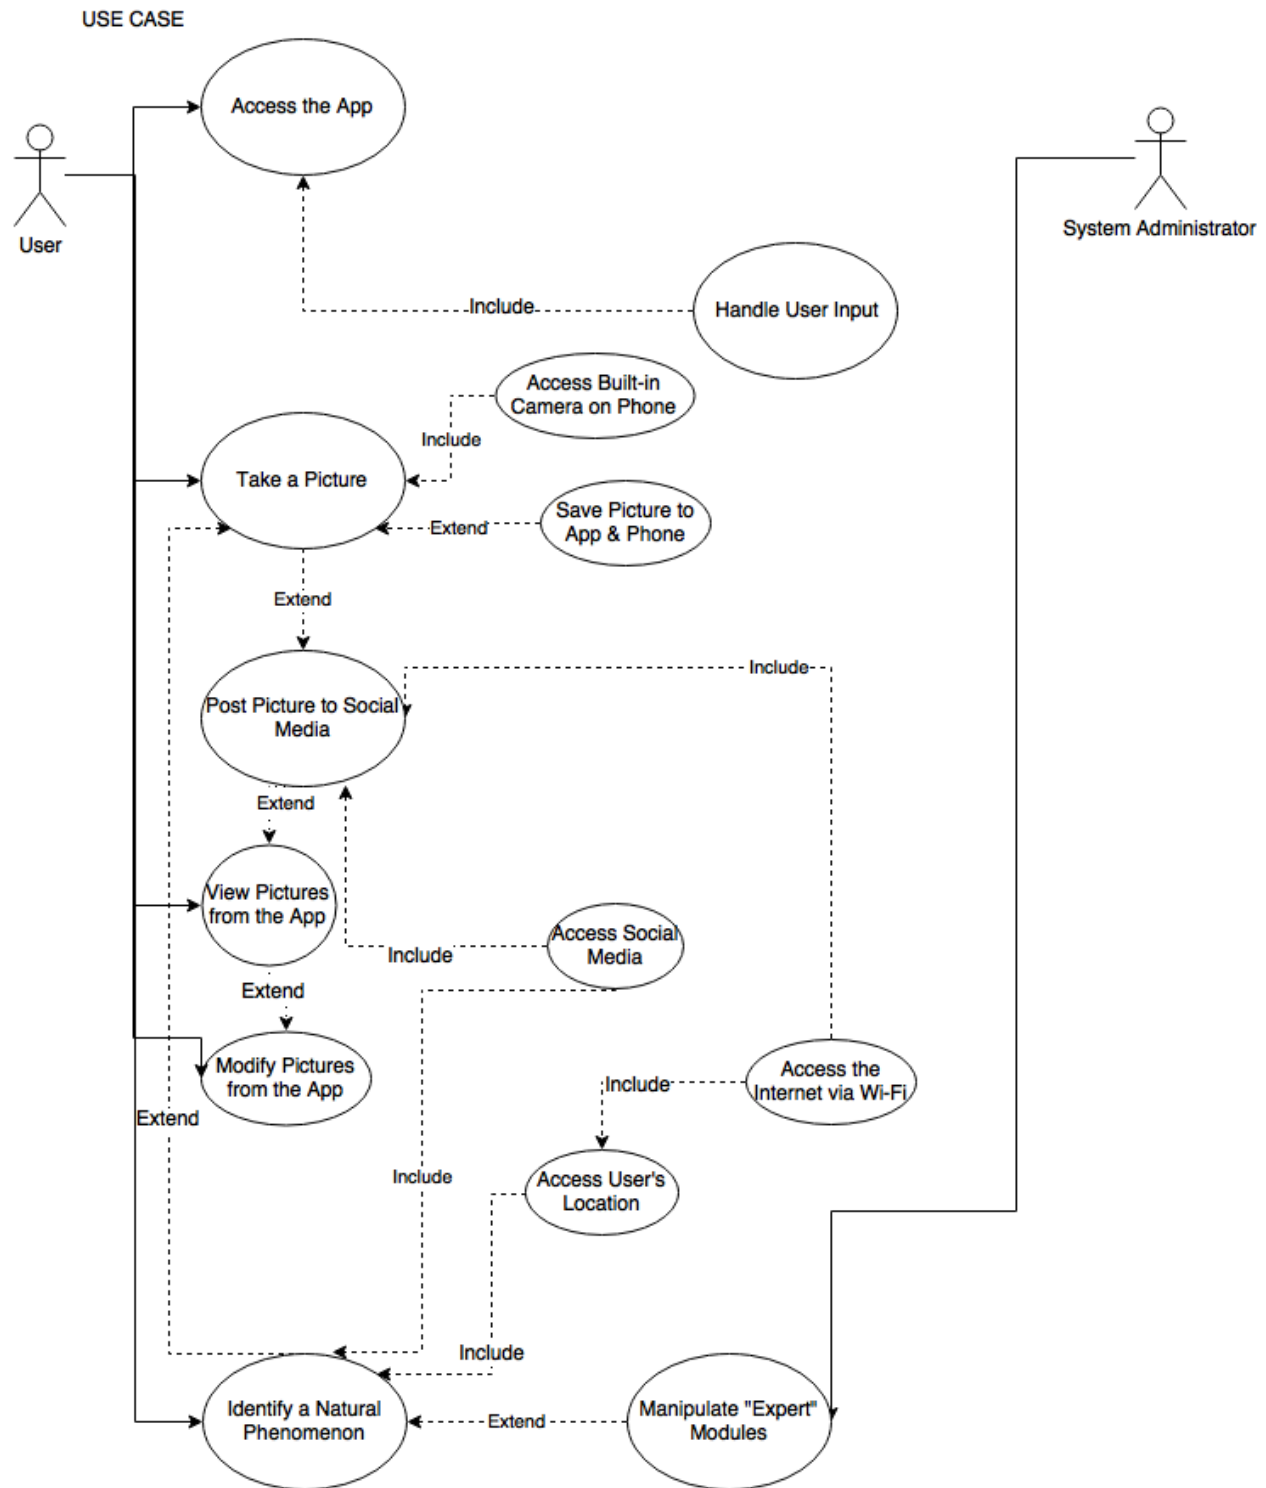 USE CASE
Access the App
User
System Administrator
Include
Handle User Input
Access Built-in
Camera on Phone
Include
Take a Picture
Save Picture to
App & Phone
Extend
Extend
Include
Post Picture to Social
Media
Extend
View Pictures
from the App
Access Social
Media
Include
Extend
Modify Pictures
from the App
Access the
Internet via Wi-Fi
Include
Extend
Include
Access User's
Location
Include
Identify a Natural
Phenomenon
Extend
Manipulate "Expert"
Modules